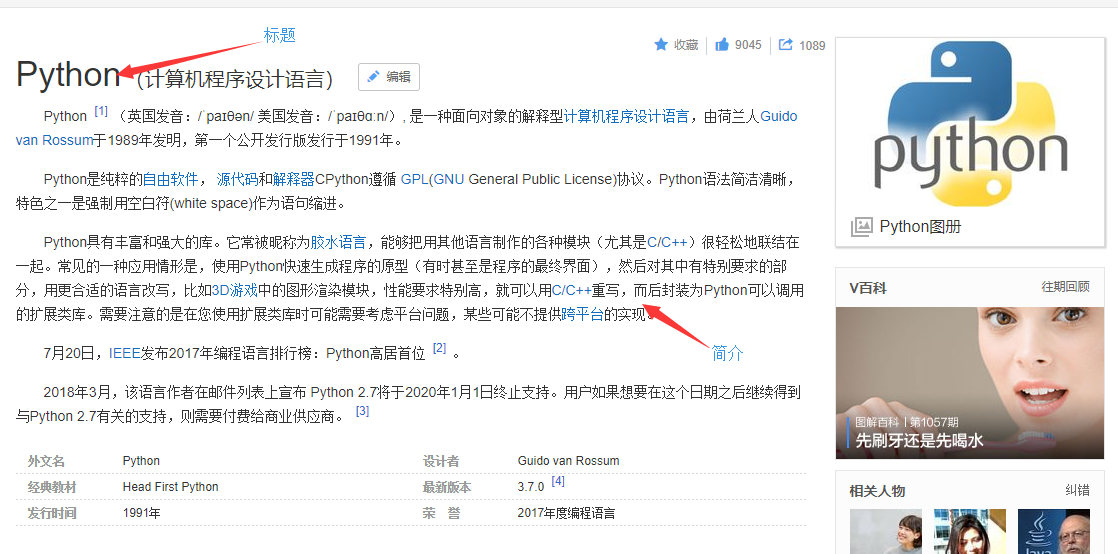 标题
收藏 9045 1089
Python（计算机程序设计语言） 编辑
Python [1] （英国发音：/ˈpaɪθən/ 美国发音：/ˈpaɪθɑːn/）, 是一种面向对象的解释型计算机程序设计语言，由荷兰人Guido
van Rossum于1989年发明，第一个公开发行版发行于1991年。
Python是纯粹的自由软件， 源代码和解释器CPython遵循 GPL(GNU General Public License)协议。Python语法简洁清晰，
特色之一是强制用空白符(white space)作为语句缩进。
Python具有丰富和强大的库。它常被昵称为胶水语言，能够把用其他语言制作的各种模块（尤其是C/C++）很轻松地联结在
一起。常见的一种应用情形是，使用Python快速生成程序的原型（有时甚至是程序的最终界面），然后对其中有特别要求的部
分，用更合适的语言改写，比如3D游戏中的图形渲染模块，性能要求特别高，就可以用C/C++重写，而后封装为Python可以调用
的扩展类库。需要注意的是在您使用扩展类库时可能需要考虑平台问题，某些可能不提供跨平台的实现。
简介
7月20日，IEEE发布2017年编程语言排行榜：Python高居首位 [2] 。
2018年3月，该语言作者在邮件列表上宣布 Python 2.7将于2020年1月1日终止支持。用户如果想要在这个日期之后继续得到
与Python 2.7有关的支持，则需要付费给商业供应商。 [3]
外文名 Python 设计者 Guido van Rossum
经典教材 Head First Python 最新版本 3.7.0 [4]
发行时间 1991年 荣 誉 2017年度编程语言
python
Python图册
V百科 往期回顾
图解百科 | 第1057期
先刷牙还是先喝水
相关人物 纠错
Java